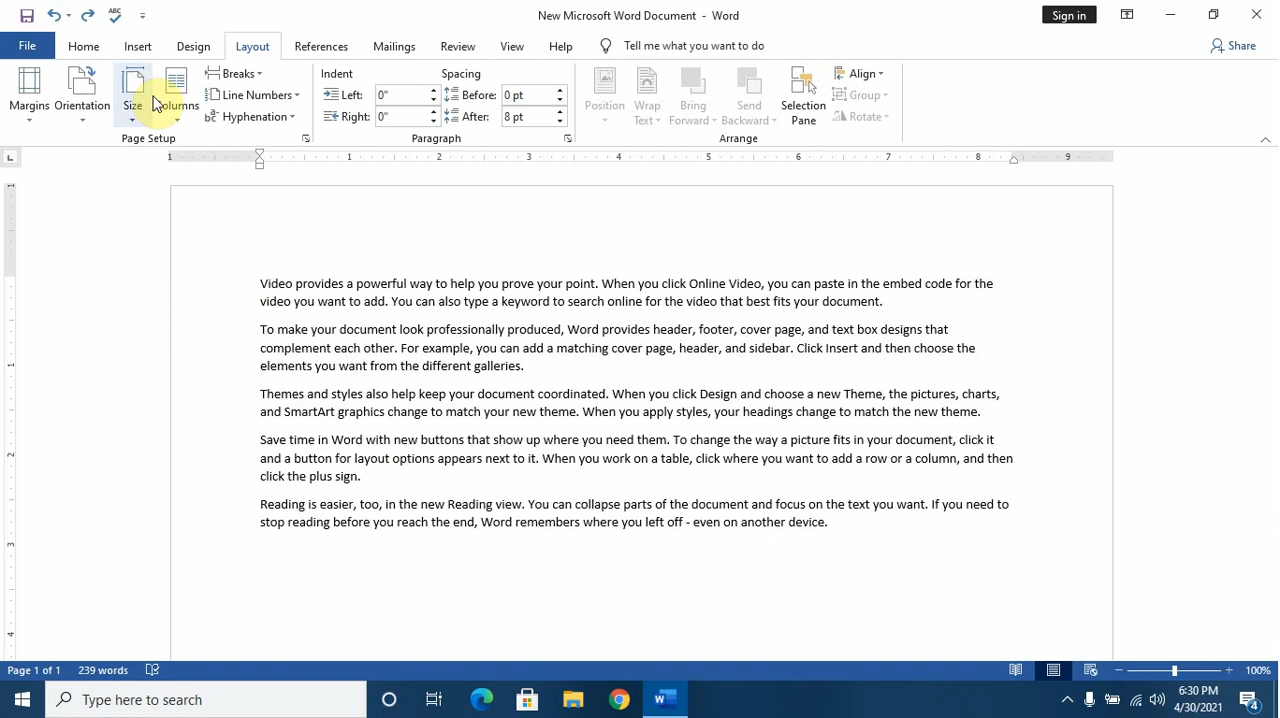 New Microsoft Word Document - Word
Sign in
File Home Insert Design Layout References Mailings Review View Help Tell me what you want to do Share
Margins Orientation Size Columns
Breaks
Line Numbers
Hyphenation
Page Setup
Indent
Left: 0"
Right: 0"
Spacing
Before: 0 pt
After: 8 pt
Paragraph
Position
Wrap Text
Bring Forward
Send Backward
Selection Pane
Align
Group
Rotate
Arrange
1 1 2 3 4 5 6 7 8 9
Video provides a powerful way to help you prove your point. When you click Online Video, you can paste in the embed code for the
video you want to add. You can also type a keyword to search online for the video that best fits your document.
To make your document look professionally produced, Word provides header, footer, cover page, and text box designs that
complement each other. For example, you can add a matching cover page, header, and sidebar. Click Insert and then choose the
elements you want from the different galleries.
Themes and styles also help keep your document coordinated. When you click Design and choose a new Theme, the pictures, charts,
and SmartArt graphics change to match your new theme. When you apply styles, your headings change to match the new theme.
Save time in Word with new buttons that show up where you need them. To change the way a picture fits in your document, click it
and a button for layout options appears next to it. When you work on a table, click where you want to add a row or a column, and then
click the plus sign.
Reading is easier, too, in the new Reading view. You can collapse parts of the document and focus on the text you want. If you need to
stop reading before you reach the end, Word remembers where you left off - even on another device.
1
1
2
3
4
Page 1 of 1 239 words 100%
Type here to search
6:30 PM
4/30/2021
4